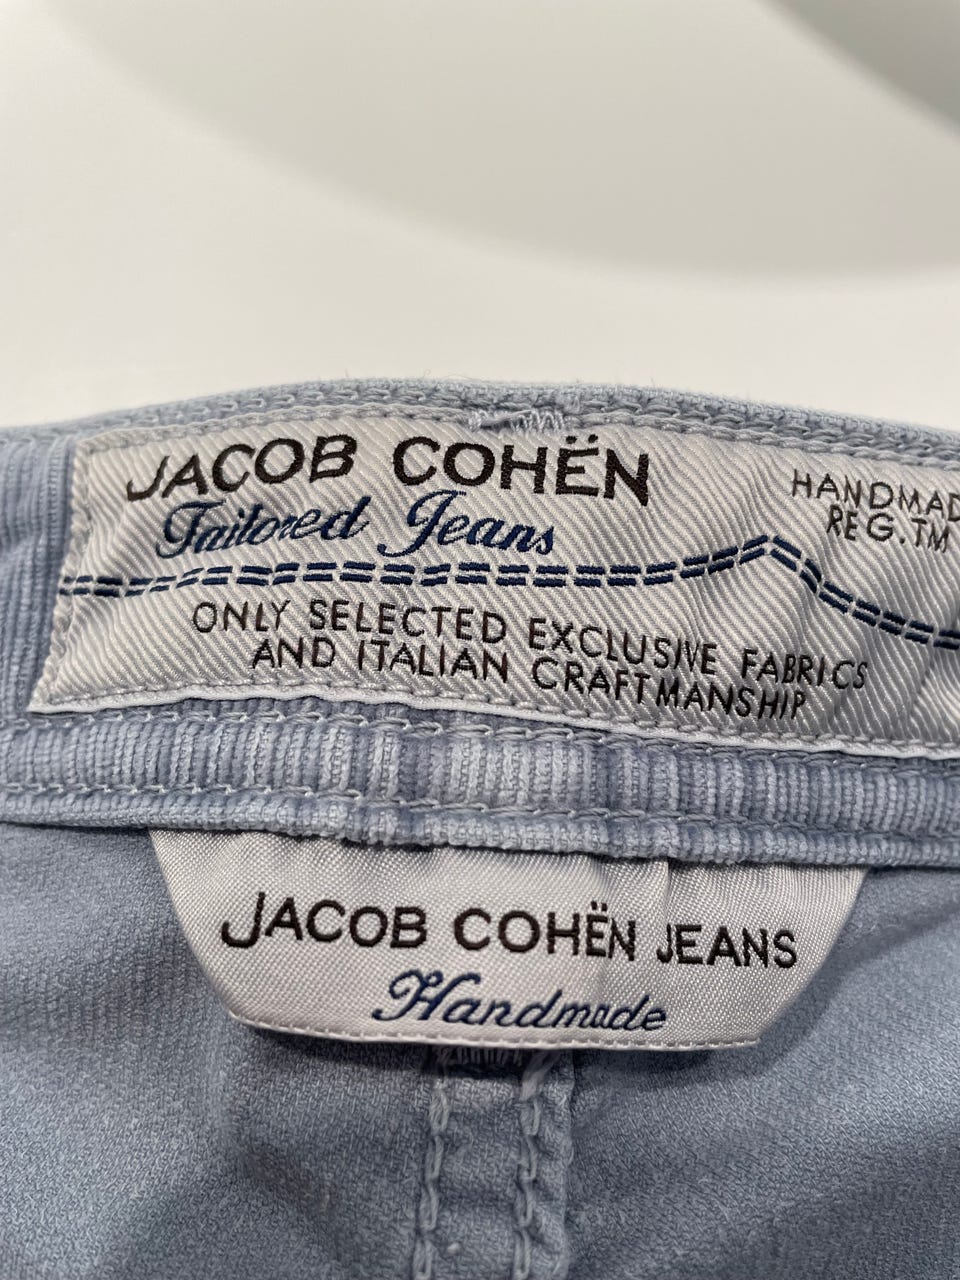 JACOB COHËN
Tailored Jeans
HANDMAD
REG.TM
ONLY SELECTED EXCLUSIVE FABRICS
AND ITALIAN CRAFTMANSHIP
JACOB COHËN JEANS
Handmade